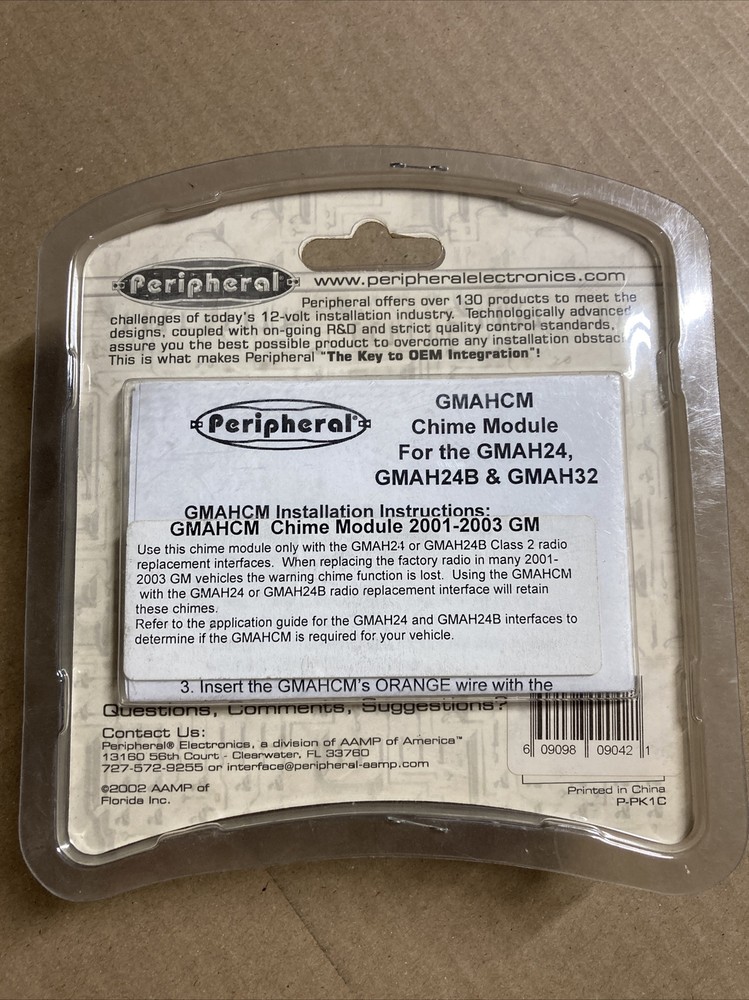 Peripheral®
www.peripheralelectronics.com
Peripheral offers over 130 products to meet the
challenges of today's 12-volt installation industry. Technologically advanced
designs, coupled with on-going R&D and strict quality control standards,
assure you the best possible product to overcome any installation obstac
This is what makes Peripheral "The Key to OEM Integration"!
Peripheral®
GMAHCM
Chime Module
For the GMAH24,
GMAH24B & GMAH32
GMAHCM Installation Instructions:
GMAHCM Chime Module 2001-2003 GM
Use this chime module only with the GMAH24 or GMAH24B Class 2 radio
replacement interfaces. When replacing the factory radio in many 2001-
2003 GM vehicles the warning chime function is lost. Using the GMAHCM
with the GMAH24 or GMAH24B radio replacement interface will retain
these chimes.
Refer to the application guide for the GMAH24 and GMAH24B interfaces to
determine if the GMAHCM is required for your vehicle.
3. Insert the GMAHCM's ORANGE wire with the
Questions, Comments, Suggestions?
Contact Us:
Peripheral® Electronics, a division of AAMP of America™
13160 56th Court - Clearwater, FL 33760
727-572-9255 or interface@peripheral-aamp.com
©2002 AAMP of
Florida Inc.
6 09098 09042 1
Printed in China
P-PK1C